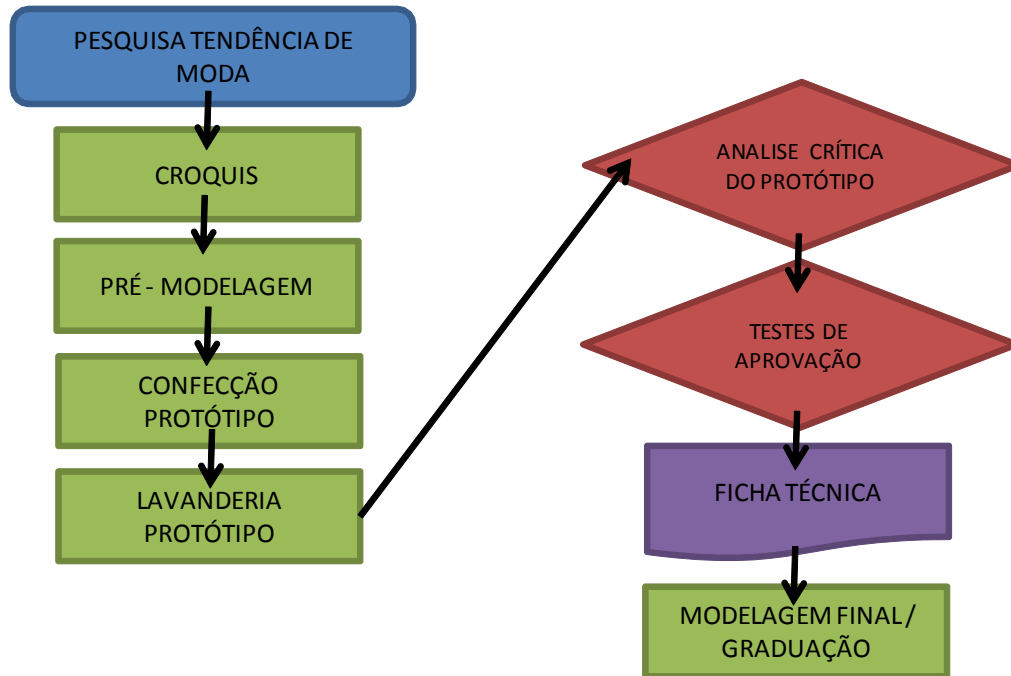 PESQUISA TENDÊNCIA DE
MODA
CROQUIS
PRÉ - MODELAGEM
CONFECÇÃO
PROTÓTIPO
LAVANDERIA
PROTÓTIPO
ANALISE CRÍTICA
DO PROTÓTIPO
TESTES DE
APROVAÇÃO
FICHA TÉCNICA
MODELAGEM FINAL /
GRADUAÇÃO